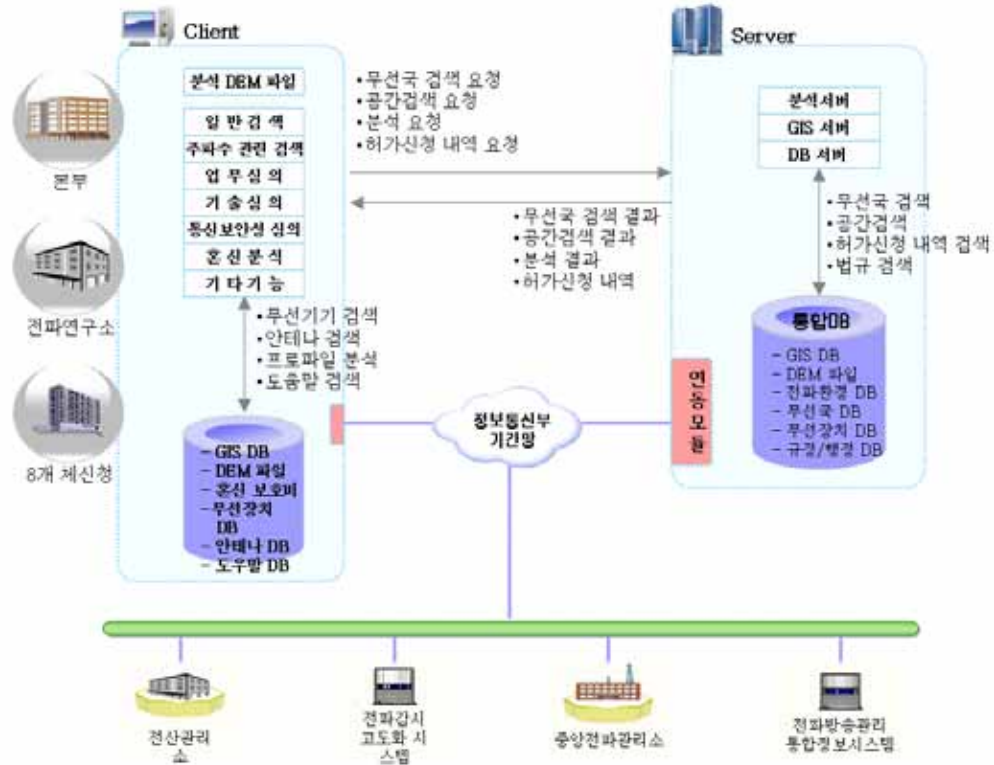 Client
분석 DEM 파일
일 반 검 색
주파수 관련 검색
업 무 심 의
기 술 심 의
통신보안성 심의
혼 신 분 석
기 타 기 능
본부
전파연구소
8개 체신청
•무선국 검색 요청
•공간검색 요청
•분석 요청
•허가신청 내역 요청
•무선국 검색 결과
•공간검색 결과
•분석 결과
•허가신청 내역
•무선기기 검색
•안테나 검색
•프로파일 분석
•도움말 검색
- GIS DB
- DEM 파일
- 혼신 보호비
- 무선장치
DB
- 안테나 DB
- 도우말 DB
정보통신부
기간망
Server
분석서버
GIS 서버
DB 서버
•무선국 검색
•공간검색
•허가신청 내역 검색
•법규 검색
통합DB
- GIS DB
- DEM 파일
- 전파환경 DB
- 무선국 DB
- 무선장치 DB
- 규정/행정 DB
연동모듈
전산관리
소
전파감시
고도화 시
스템
중앙전파관리소
전파방송관리
통합정보시스템